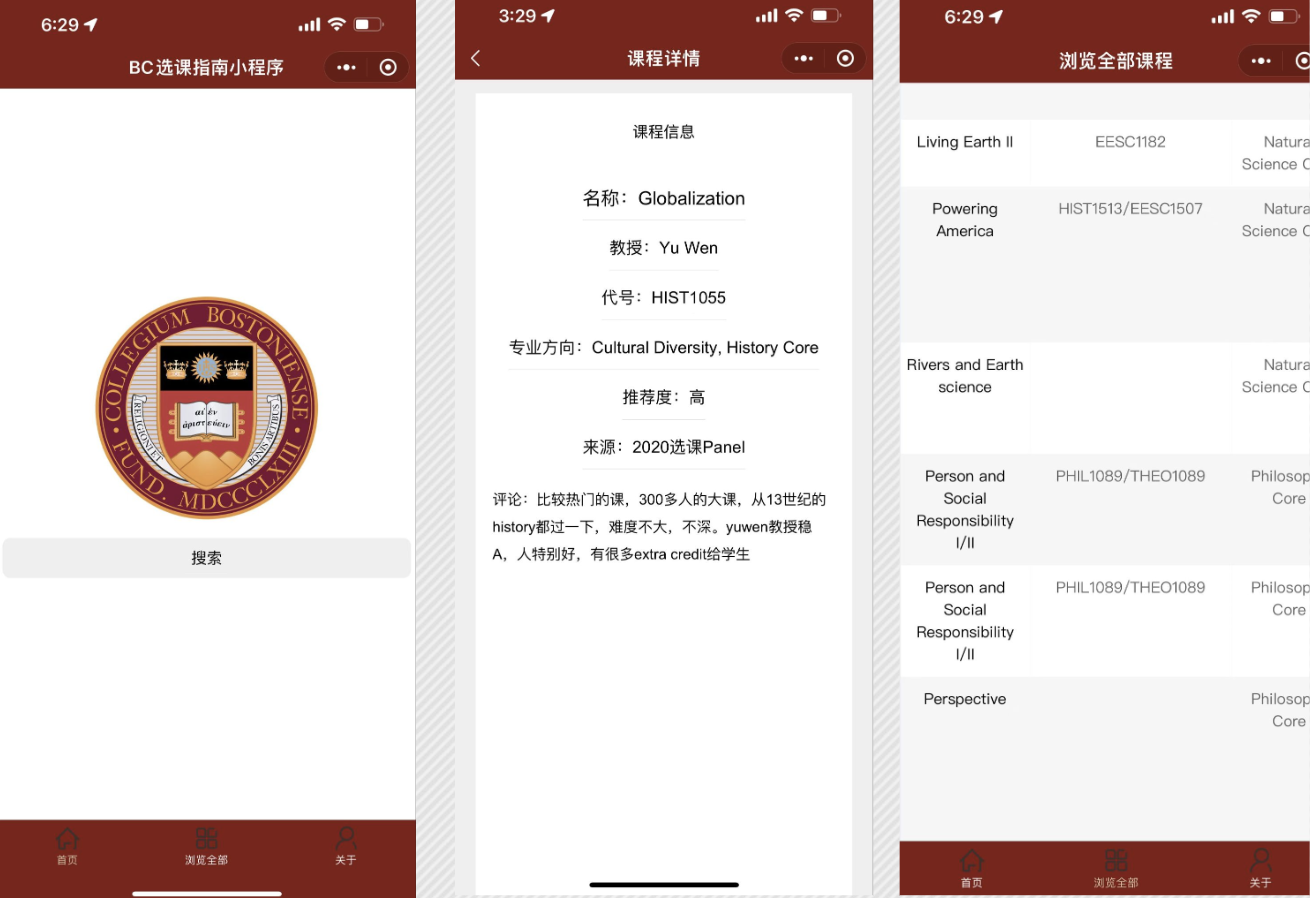 6:29
BC选课指南小程序
COLLEGIUM BOSTONIENSE
FUND. MDCCCLXIII
RELIGIONI ET
BONIS ARTIBUS
αἰὲν
ἀριστεύειν
搜索
首页
浏览全部
关于
3:29
课程详情
课程信息
名称：Globalization
教授：Yu Wen
代号：HIST1055
专业方向：Cultural Diversity, History Core
推荐度：高
来源：2020选课Panel
评论：比较热门的课，300多人的大课，从13世纪的
history都过一下，难度不大，不深。yuwen教授稳
A，人特别好，有很多extra credit给学生
6:29
浏览全部课程
Living Earth II
EESC1182
Natura
Science C
Powering
America
HIST1513/EESC1507
Natura
Science C
Rivers and Earth
science
Natura
Science C
Person and
Social
Responsibility
I/II
PHIL1089/THEO1089
Philosop
Core
Person and
Social
Responsibility
I/II
PHIL1089/THEO1089
Philosop
Core
Perspective
Philosop
Core
首页
浏览全部
关于